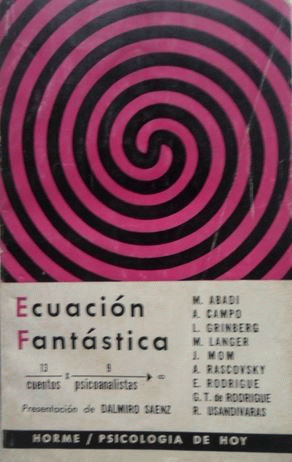 Ecuación
Fantástica
13 cuentos x 9 psicoanalistas → ∞
Presentación de DALMIRO SAENZ
M. ABADI
A. CAMPO
L. GRINBERG
M. LANGER
J. MOM
A. RASCOVSKY
E. RODRIGUE
G. T. de RODRIGUE
R. USANDIVARAS
HORME / PSICOLOGIA DE HOY